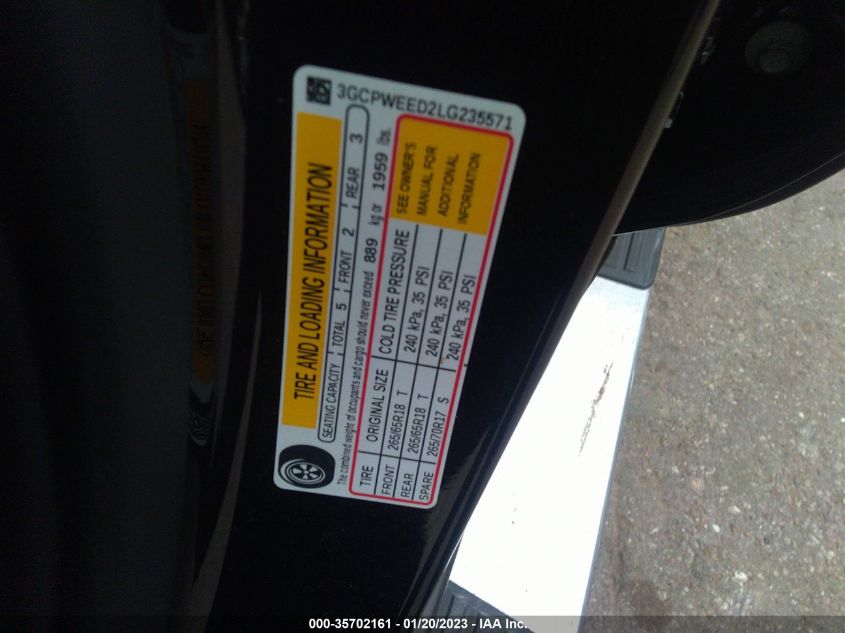 3GCPWEED2LG235571
TIRE AND LOADING INFORMATION
SEATING CAPACITY TOTAL 5 FRONT 2 REAR 3
The combined weight of occupants and cargo should never exceed 889 kg or 1959 lbs.
TIRE ORIGINAL SIZE COLD TIRE PRESSURE
FRONT 265/65R18 T 240 kPa, 35 PSI
REAR 265/65R18 T 240 kPa, 35 PSI
SPARE 265/70R17 S 240 kPa, 35 PSI
SEE OWNER'S
MANUAL FOR
ADDITIONAL
INFORMATION
000-35702161 - 01/20/2023 - IAA Inc.